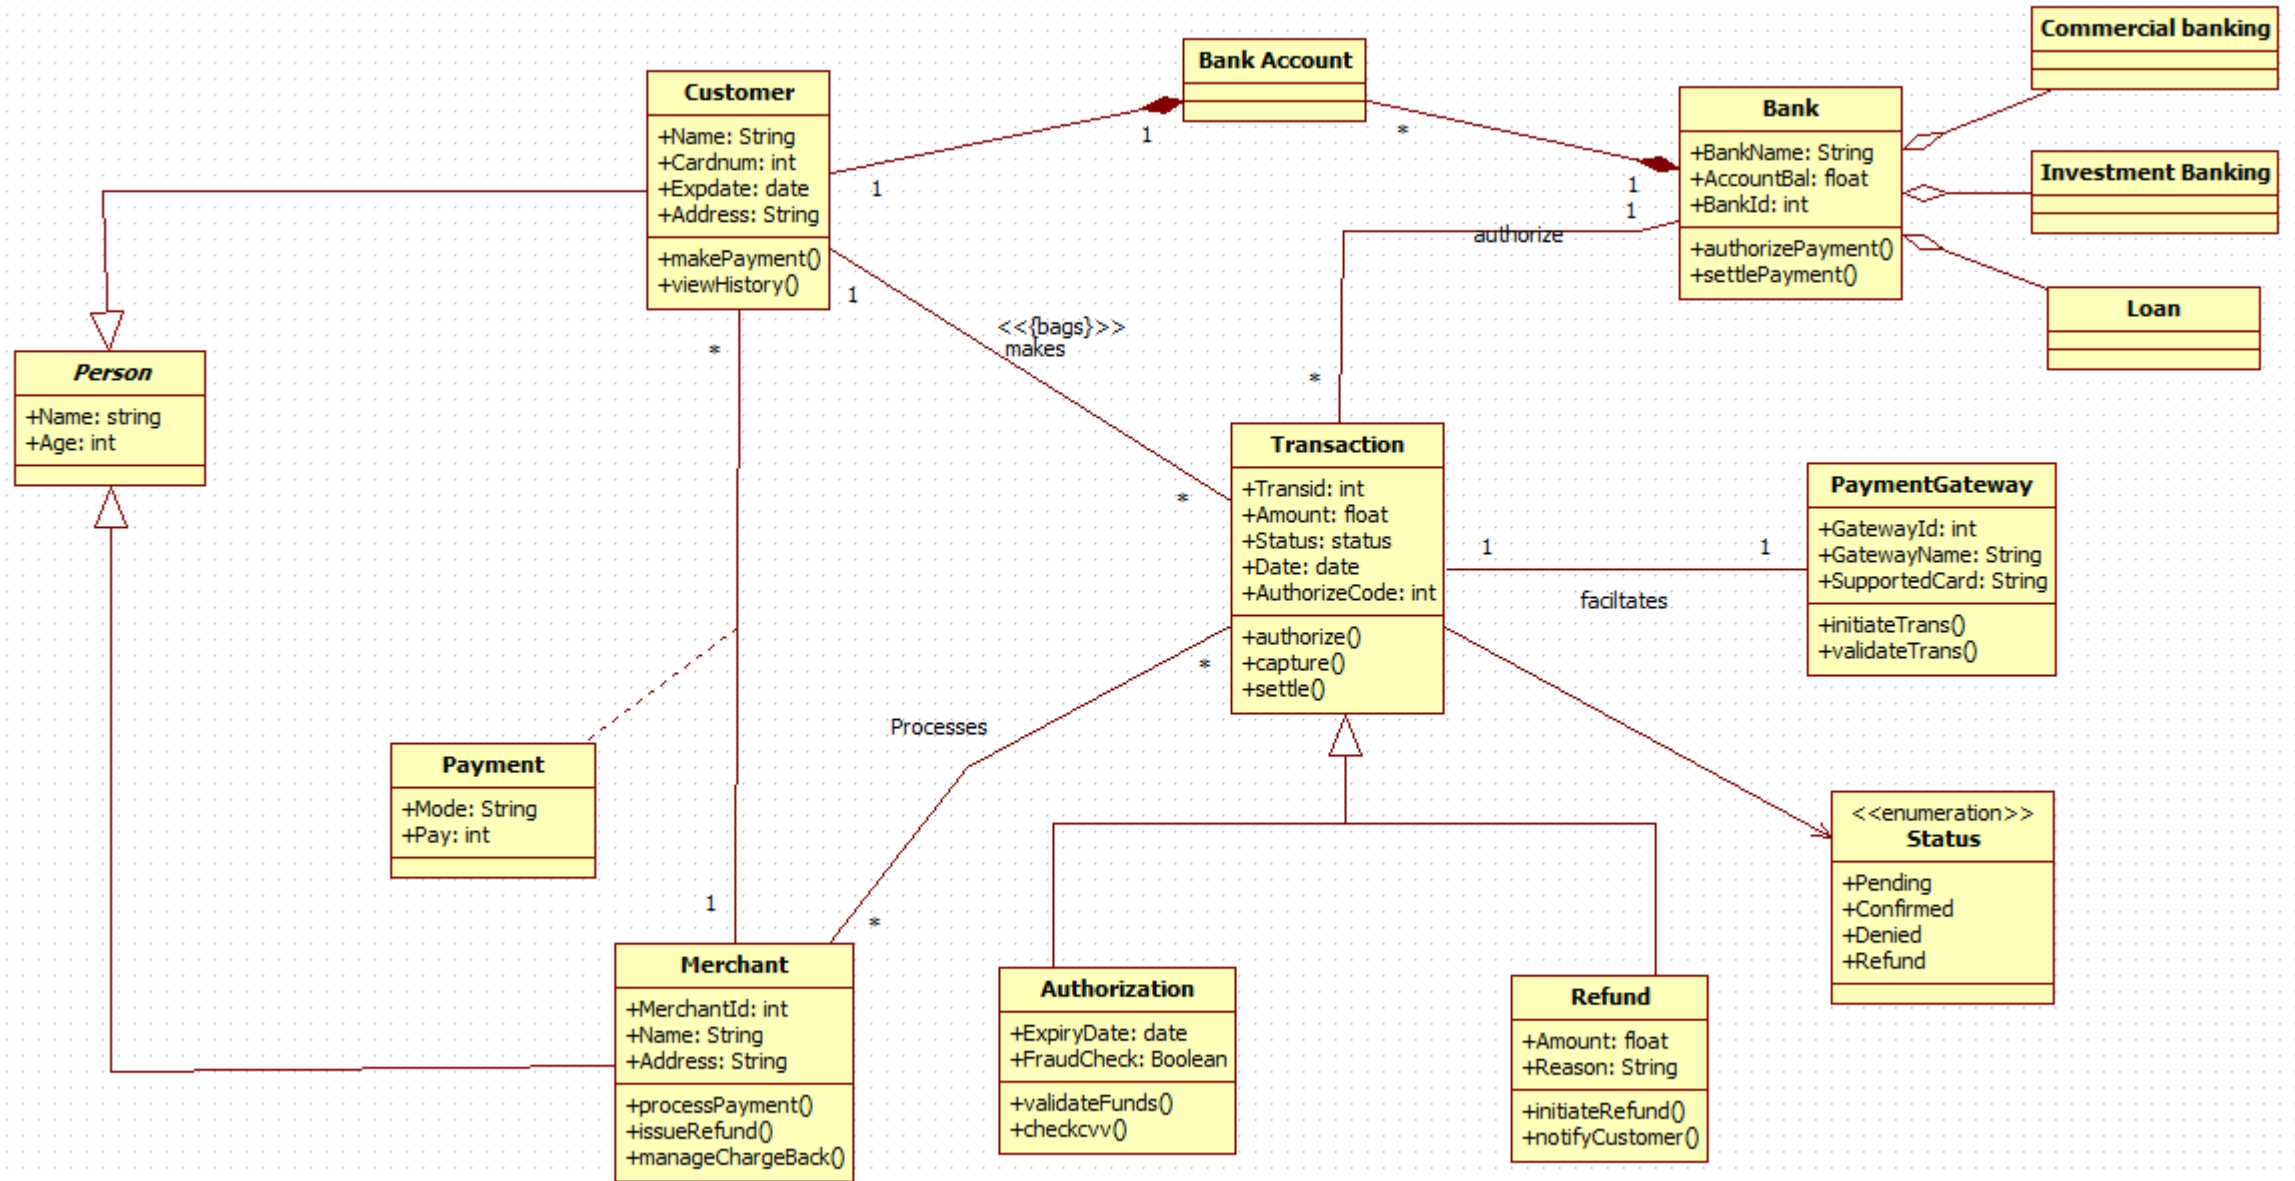 Commercial banking
Bank Account
Customer
+Name: String
+Cardnum: int
+Expdate: date
+Address: String
+makePayment()
+viewHistory()
1
1
*
1
1
Bank
+BankName: String
+AccountBal: float
+BankId: int
+authorizePayment()
+settlePayment()
Investment Banking
Loan
authorize
*
1
<<{bags}>>
makes
*
*
Person
+Name: string
+Age: int
Transaction
+Transid: int
+Amount: float
+Status: status
+Date: date
+AuthorizeCode: int
+authorize()
+capture()
+settle()
1
1
faciltates
PaymentGateway
+GatewayId: int
+GatewayName: String
+SupportedCard: String
+initiateTrans()
+validateTrans()
*
Processes
*
Payment
+Mode: String
+Pay: int
1
<<enumeration>>
Status
+Pending
+Confirmed
+Denied
+Refund
Merchant
+MerchantId: int
+Name: String
+Address: String
+processPayment()
+issueRefund()
+manageChargeBack()
Authorization
+ExpiryDate: date
+FraudCheck: Boolean
+validateFunds()
+checkcvv()
Refund
+Amount: float
+Reason: String
+initiateRefund()
+notifyCustomer()